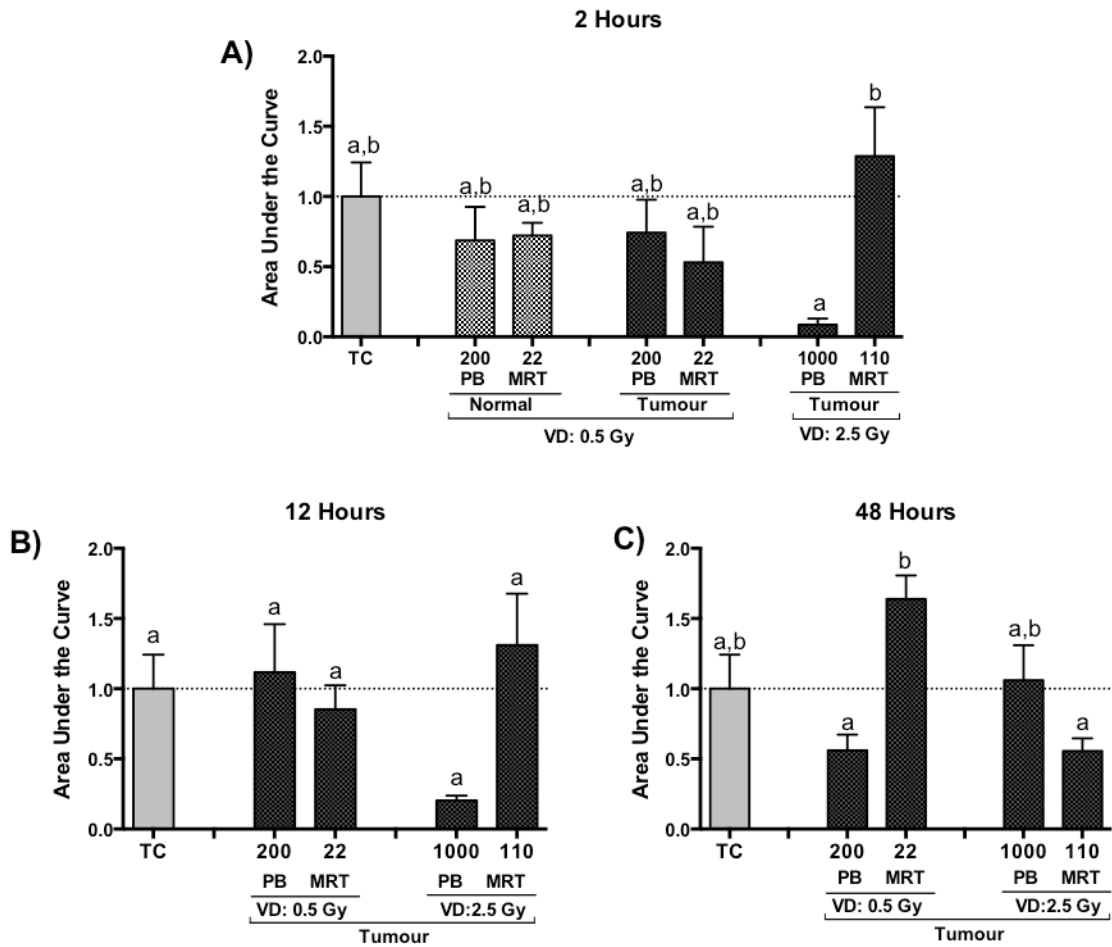 2 Hours
A)
Area Under the Curve
2.0
1.5
1.0
0.5
0.0
a,b
a,b
a,b
a,b
a,b
a
b
TC
200 22 200 22 1000 110
PB MRT PB MRT PB MRT
Normal Tumour Tumour
VD: 0.5 Gy VD: 2.5 Gy
12 Hours
B)
Area Under the Curve
2.0
1.5
1.0
0.5
0.0
a
a
a
a
a
TC 200 22 1000 110
PB MRT PB MRT
VD: 0.5 Gy VD:2.5 Gy
Tumour
48 Hours
C)
Area Under the Curve
2.0
1.5
1.0
0.5
0.0
a,b
a
b
a,b
a
TC 200 22 1000 110
PB MRT PB MRT
VD: 0.5 Gy VD:2.5 Gy
Tumour